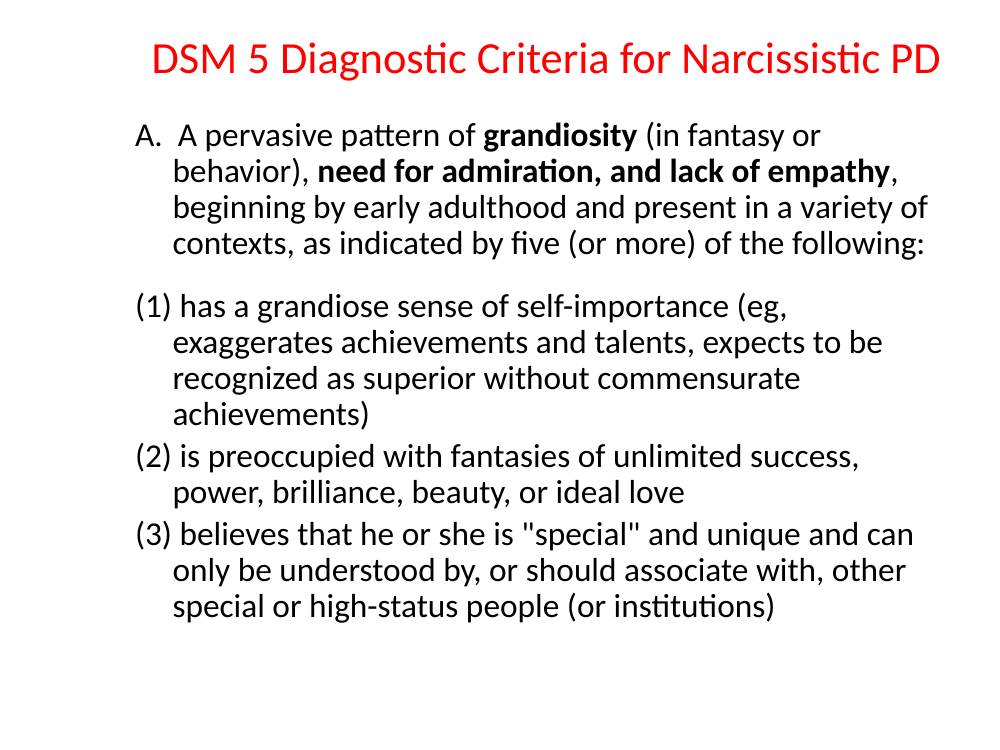 DSM 5 Diagnostic Criteria for Narcissistic PD
A.  A pervasive pattern of grandiosity (in fantasy or
behavior), need for admiration, and lack of empathy,
beginning by early adulthood and present in a variety of
contexts, as indicated by five (or more) of the following:
(1) has a grandiose sense of self-importance (eg,
exaggerates achievements and talents, expects to be
recognized as superior without commensurate
achievements)
(2) is preoccupied with fantasies of unlimited success,
power, brilliance, beauty, or ideal love
(3) believes that he or she is "special" and unique and can
only be understood by, or should associate with, other
special or high-status people (or institutions)